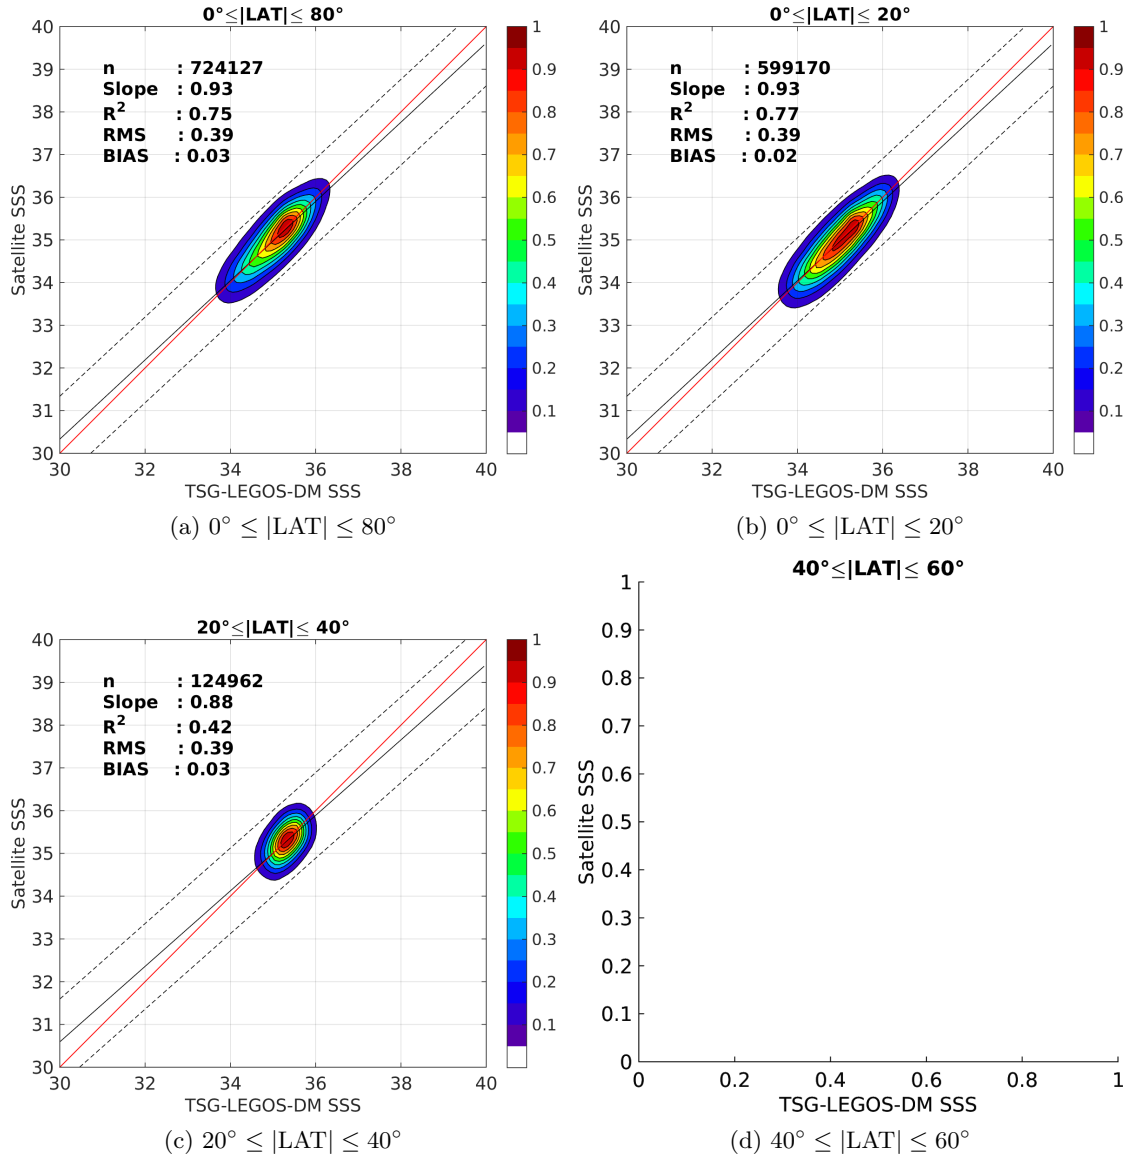 0°≤|LAT|≤ 80°
40
39
38
37
36
35
34
33
32
31
30
Satellite SSS
n : 724127
Slope : 0.93
R² : 0.75
RMS : 0.39
BIAS : 0.03
30 32 34 36 38 40
TSG-LEGOS-DM SSS
1
0.9
0.8
0.7
0.6
0.5
0.4
0.3
0.2
0.1
(a) 0° ≤ |LAT| ≤ 80°
0°≤|LAT|≤ 20°
40
39
38
37
36
35
34
33
32
31
30
Satellite SSS
n : 599170
Slope : 0.93
R² : 0.77
RMS : 0.39
BIAS : 0.02
30 32 34 36 38 40
TSG-LEGOS-DM SSS
1
0.9
0.8
0.7
0.6
0.5
0.4
0.3
0.2
0.1
(b) 0° ≤ |LAT| ≤ 20°
20°≤|LAT|≤ 40°
40
39
38
37
36
35
34
33
32
31
30
Satellite SSS
n : 124962
Slope : 0.88
R² : 0.42
RMS : 0.39
BIAS : 0.03
30 32 34 36 38 40
TSG-LEGOS-DM SSS
1
0.9
0.8
0.7
0.6
0.5
0.4
0.3
0.2
0.1
(c) 20° ≤ |LAT| ≤ 40°
40°≤|LAT|≤ 60°
1
0.9
0.8
0.7
0.6
0.5
0.4
0.3
0.2
0.1
0
Satellite SSS
0 0.2 0.4 0.6 0.8 1
TSG-LEGOS-DM SSS
(d) 40° ≤ |LAT| ≤ 60°